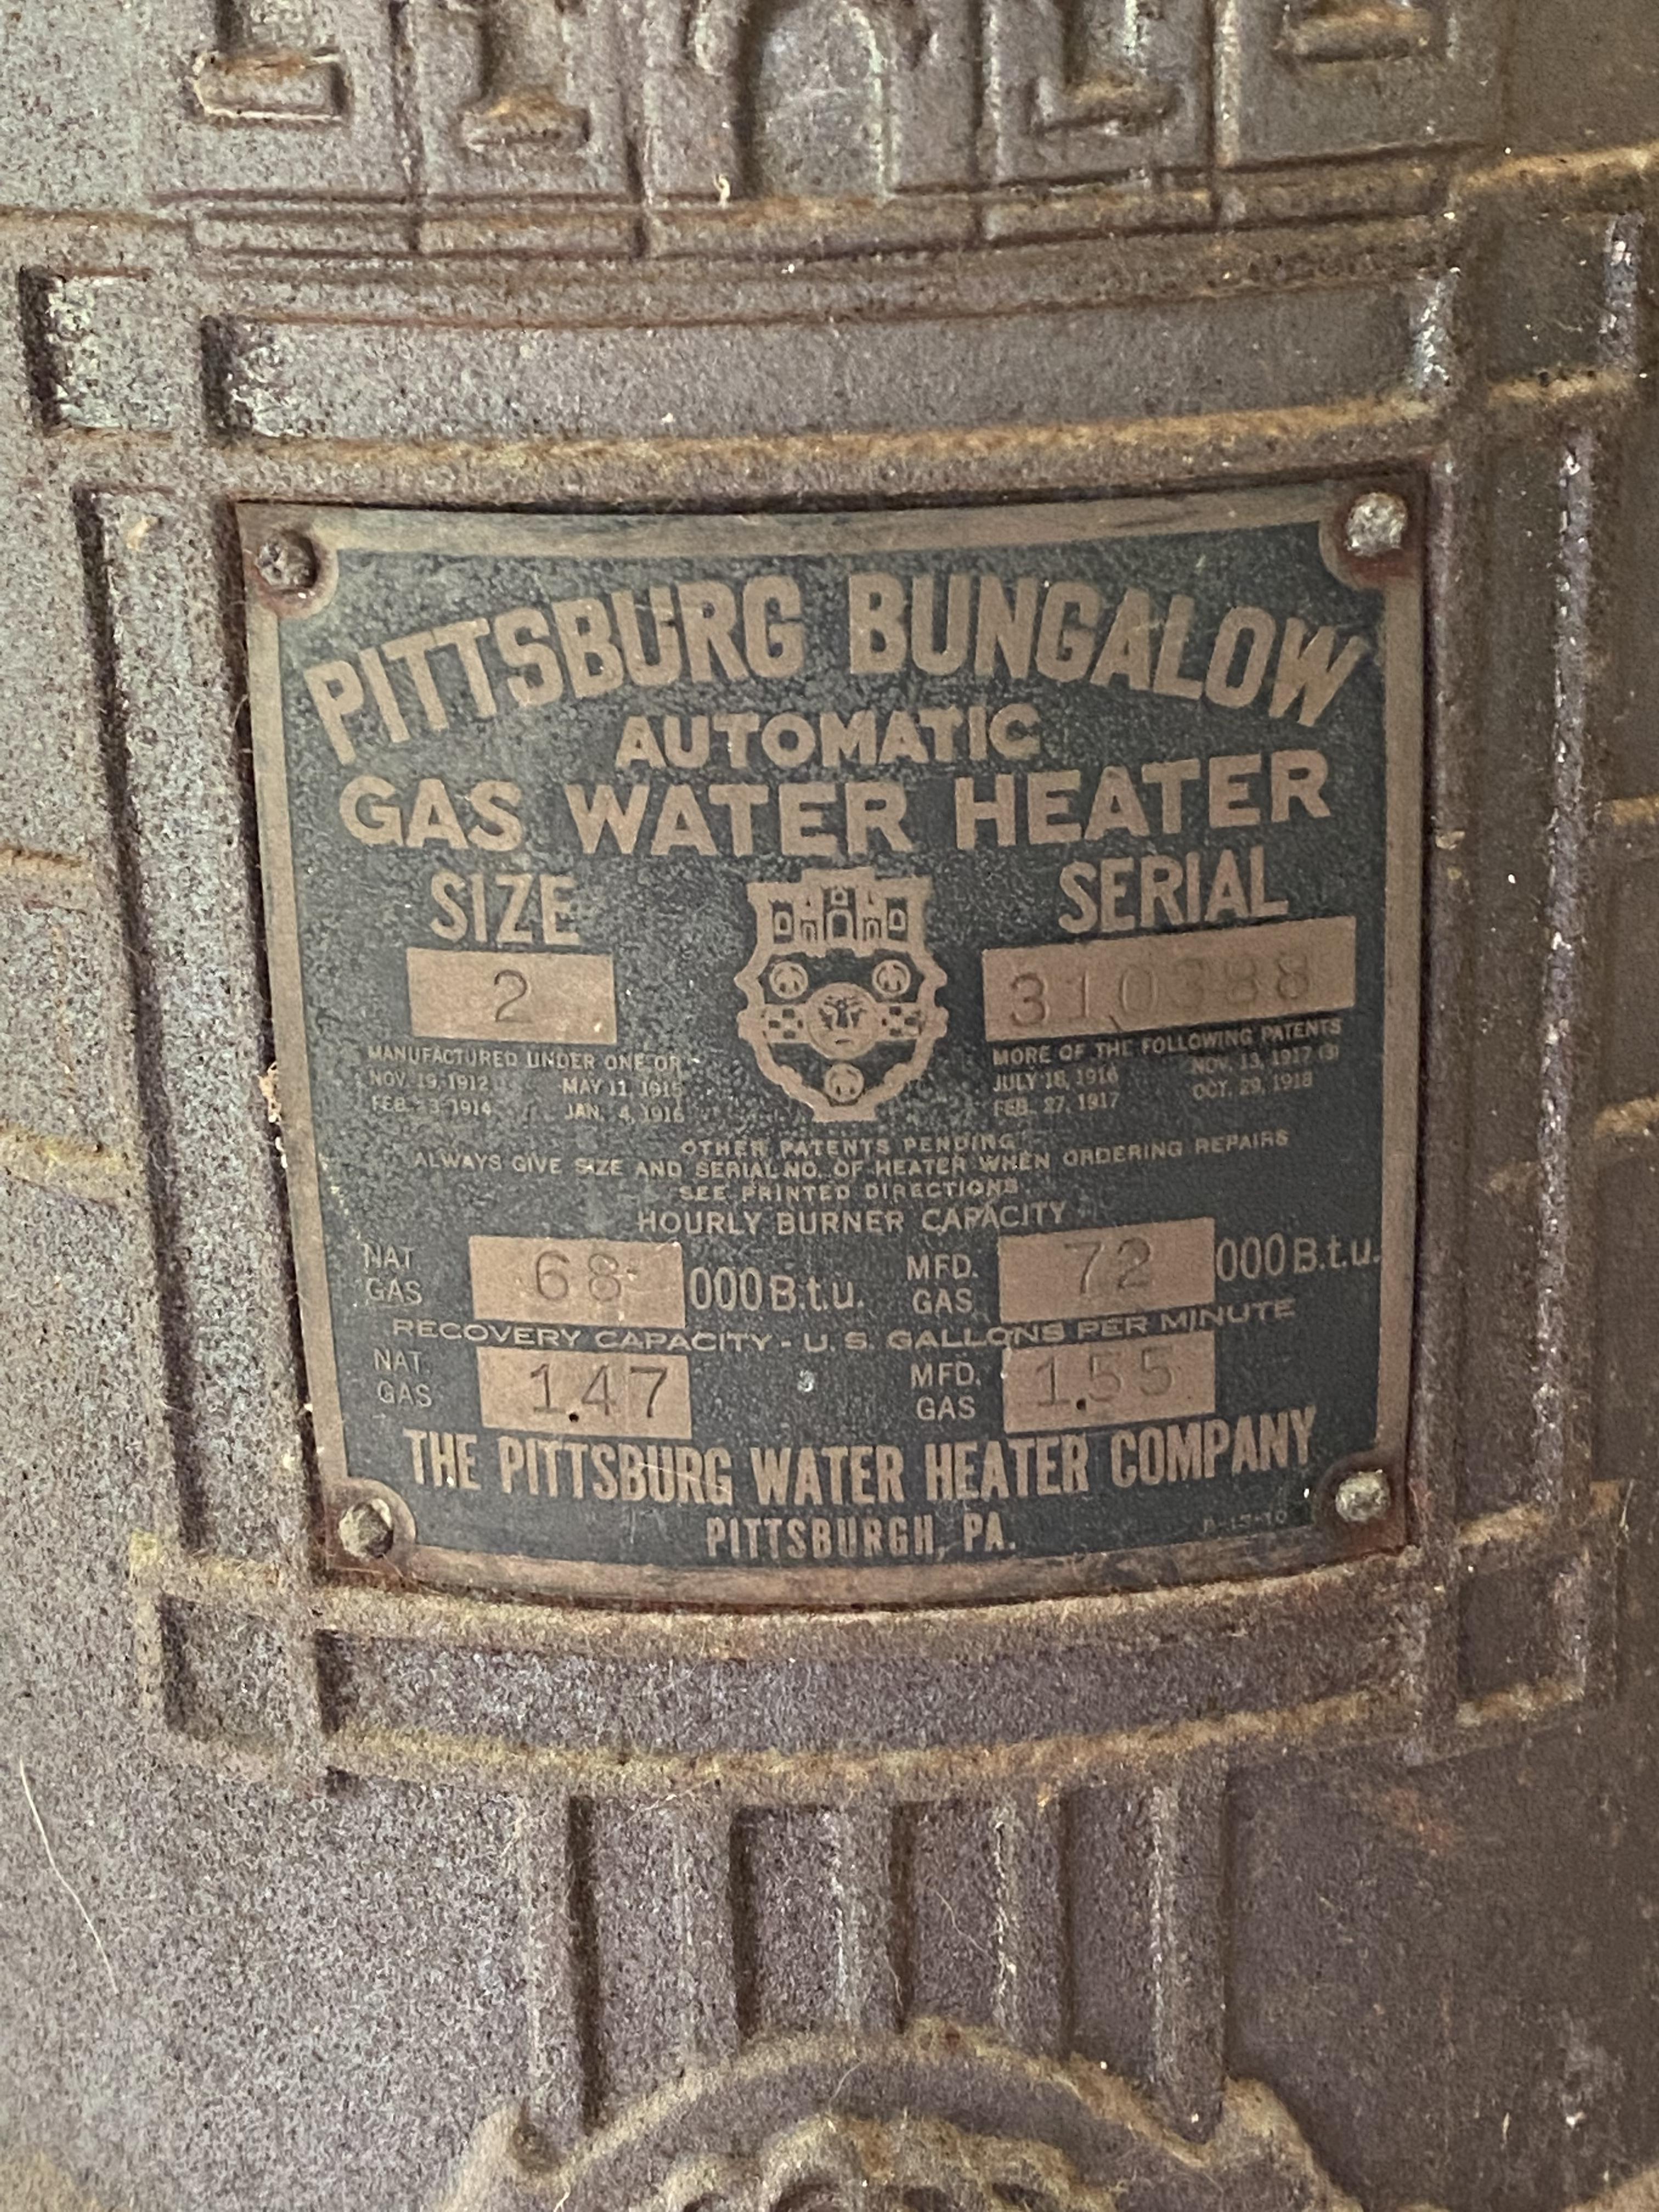 PITTSBURG BUNGALOW
AUTOMATIC
GAS WATER HEATER
SIZE SERIAL
2 310388
MANUFACTURED UNDER ONE OR MORE OF THE FOLLOWING PATENTS
NOV. 19, 1912 MAY 11, 1915 JULY 18, 1916 NOV. 13, 1917 (3)
FEB. 3, 1914 JAN. 4, 1916 FEB. 27, 1917 OCT. 29, 1918
OTHER PATENTS PENDING
ALWAYS GIVE SIZE AND SERIAL NO. OF HEATER WHEN ORDERING REPAIRS
SEE PRINTED DIRECTIONS
HOURLY BURNER CAPACITY
NAT. GAS 68 000 B.t.u. MFD. GAS 72 000 B.t.u.
RECOVERY CAPACITY - U. S. GALLONS PER MINUTE
NAT. GAS 1.47 MFD. GAS 1.55
THE PITTSBURG WATER HEATER COMPANY
PITTSBURGH, PA.